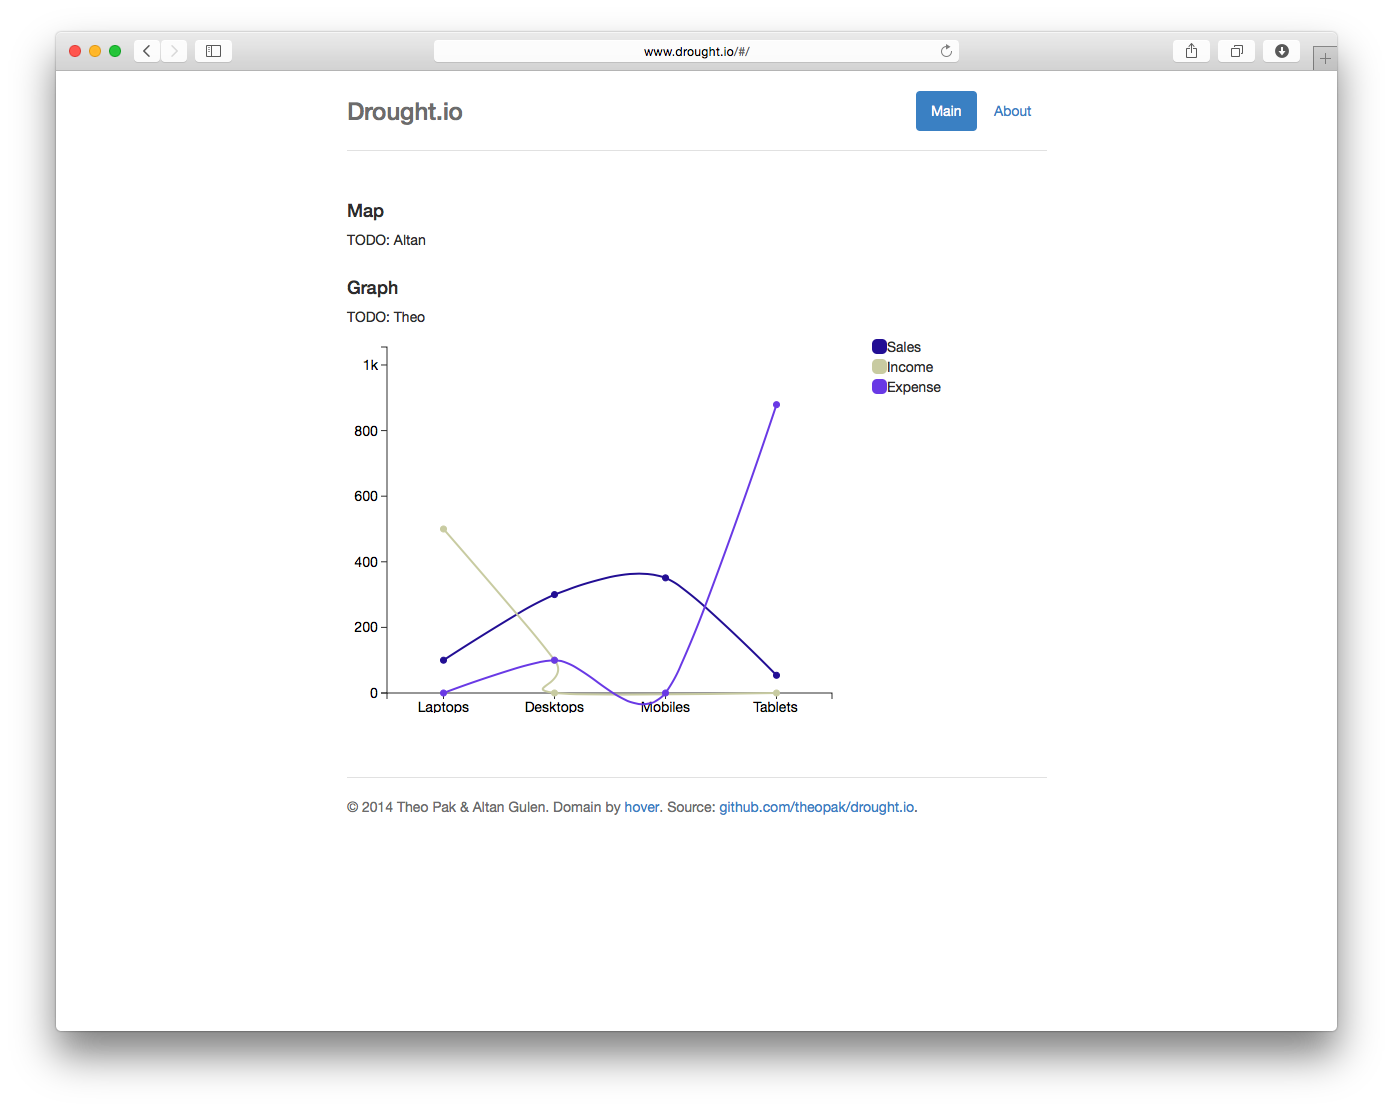 www.drought.io/#/
Drought.io
Main
About
Map
TODO: Altan
Graph
TODO: Theo
Sales
Income
Expense
1k
800
600
400
200
0
Laptops Desktops Mobiles Tablets
© 2014 Theo Pak & Altan Gulen. Domain by hover. Source: github.com/theopak/drought.io.